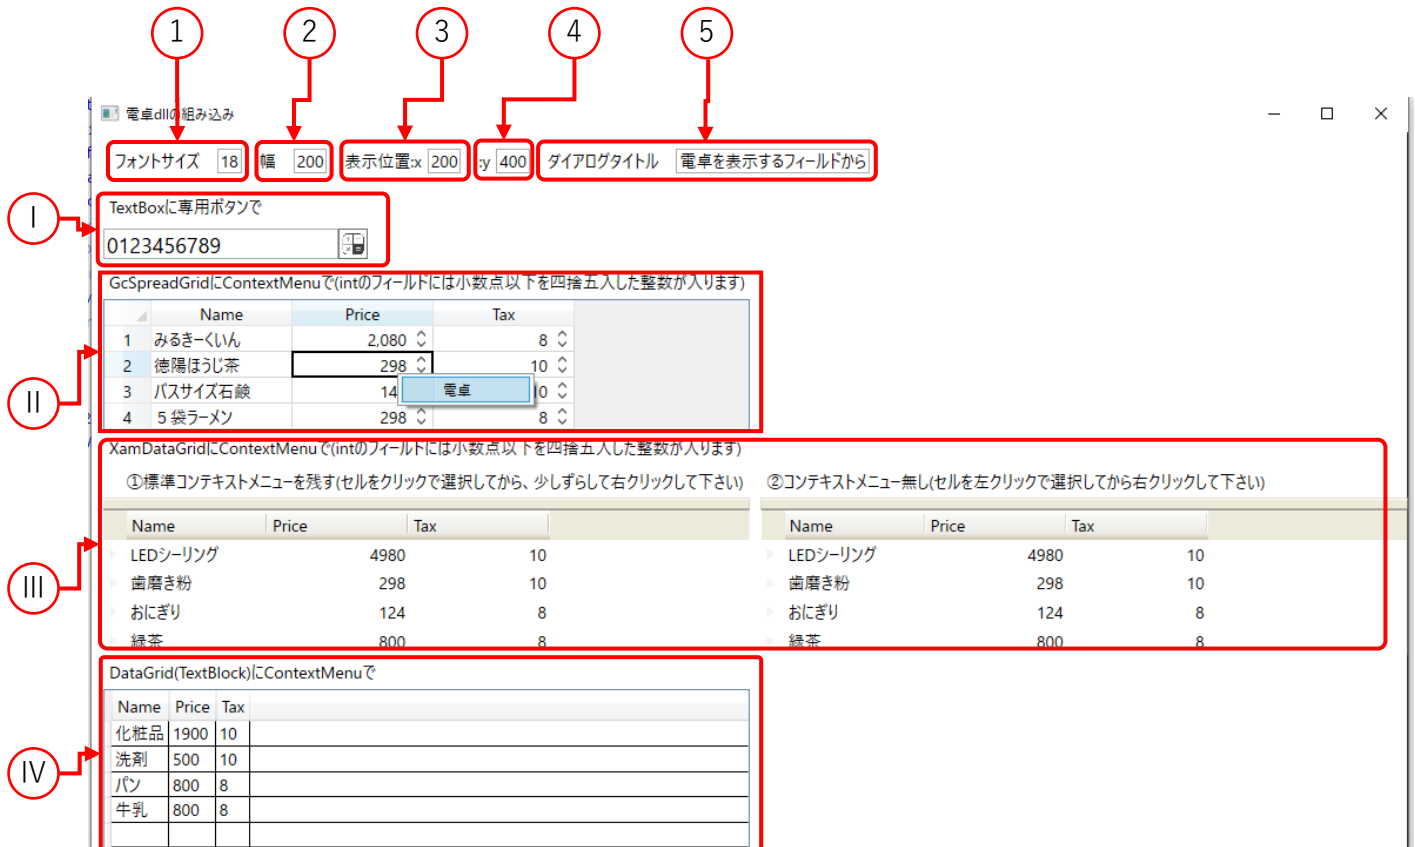 1 2 3 4 5
電卓dllの組み込み
フォントサイズ 18 幅 200 表示位置:x 200 :y 400 ダイアログタイトル 電卓を表示するフィールドから
I
TextBoxに専用ボタンで
0123456789
II
GcSpreadGridにContextMenuで(intのフィールドには小数点以下を四捨五入した整数が入ります)
Name Price Tax
1 みるきーくいん 2,080 8
2 徳陽ほうじ茶 298 10
3 バスサイズ石鹸 14 電卓 10
4 5袋ラーメン 298 8
III
XamDataGridにContextMenuで(intのフィールドには小数点以下を四捨五入した整数が入ります)
①標準コンテキストメニューを残す(セルをクリックで選択してから、少しずらして右クリックして下さい) ②コンテキストメニュー無し(セルを左クリックで選択してから右クリックして下さい)
Name Price Tax Name Price Tax
LEDシーリング 4980 10 LEDシーリング 4980 10
歯磨き粉 298 10 歯磨き粉 298 10
おにぎり 124 8 おにぎり 124 8
緑茶 800 8 緑茶 800 8
IV
DataGrid(TextBlock)にContextMenuで
Name Price Tax
化粧品 1900 10
洗剤 500 10
パン 800 8
牛乳 800 8